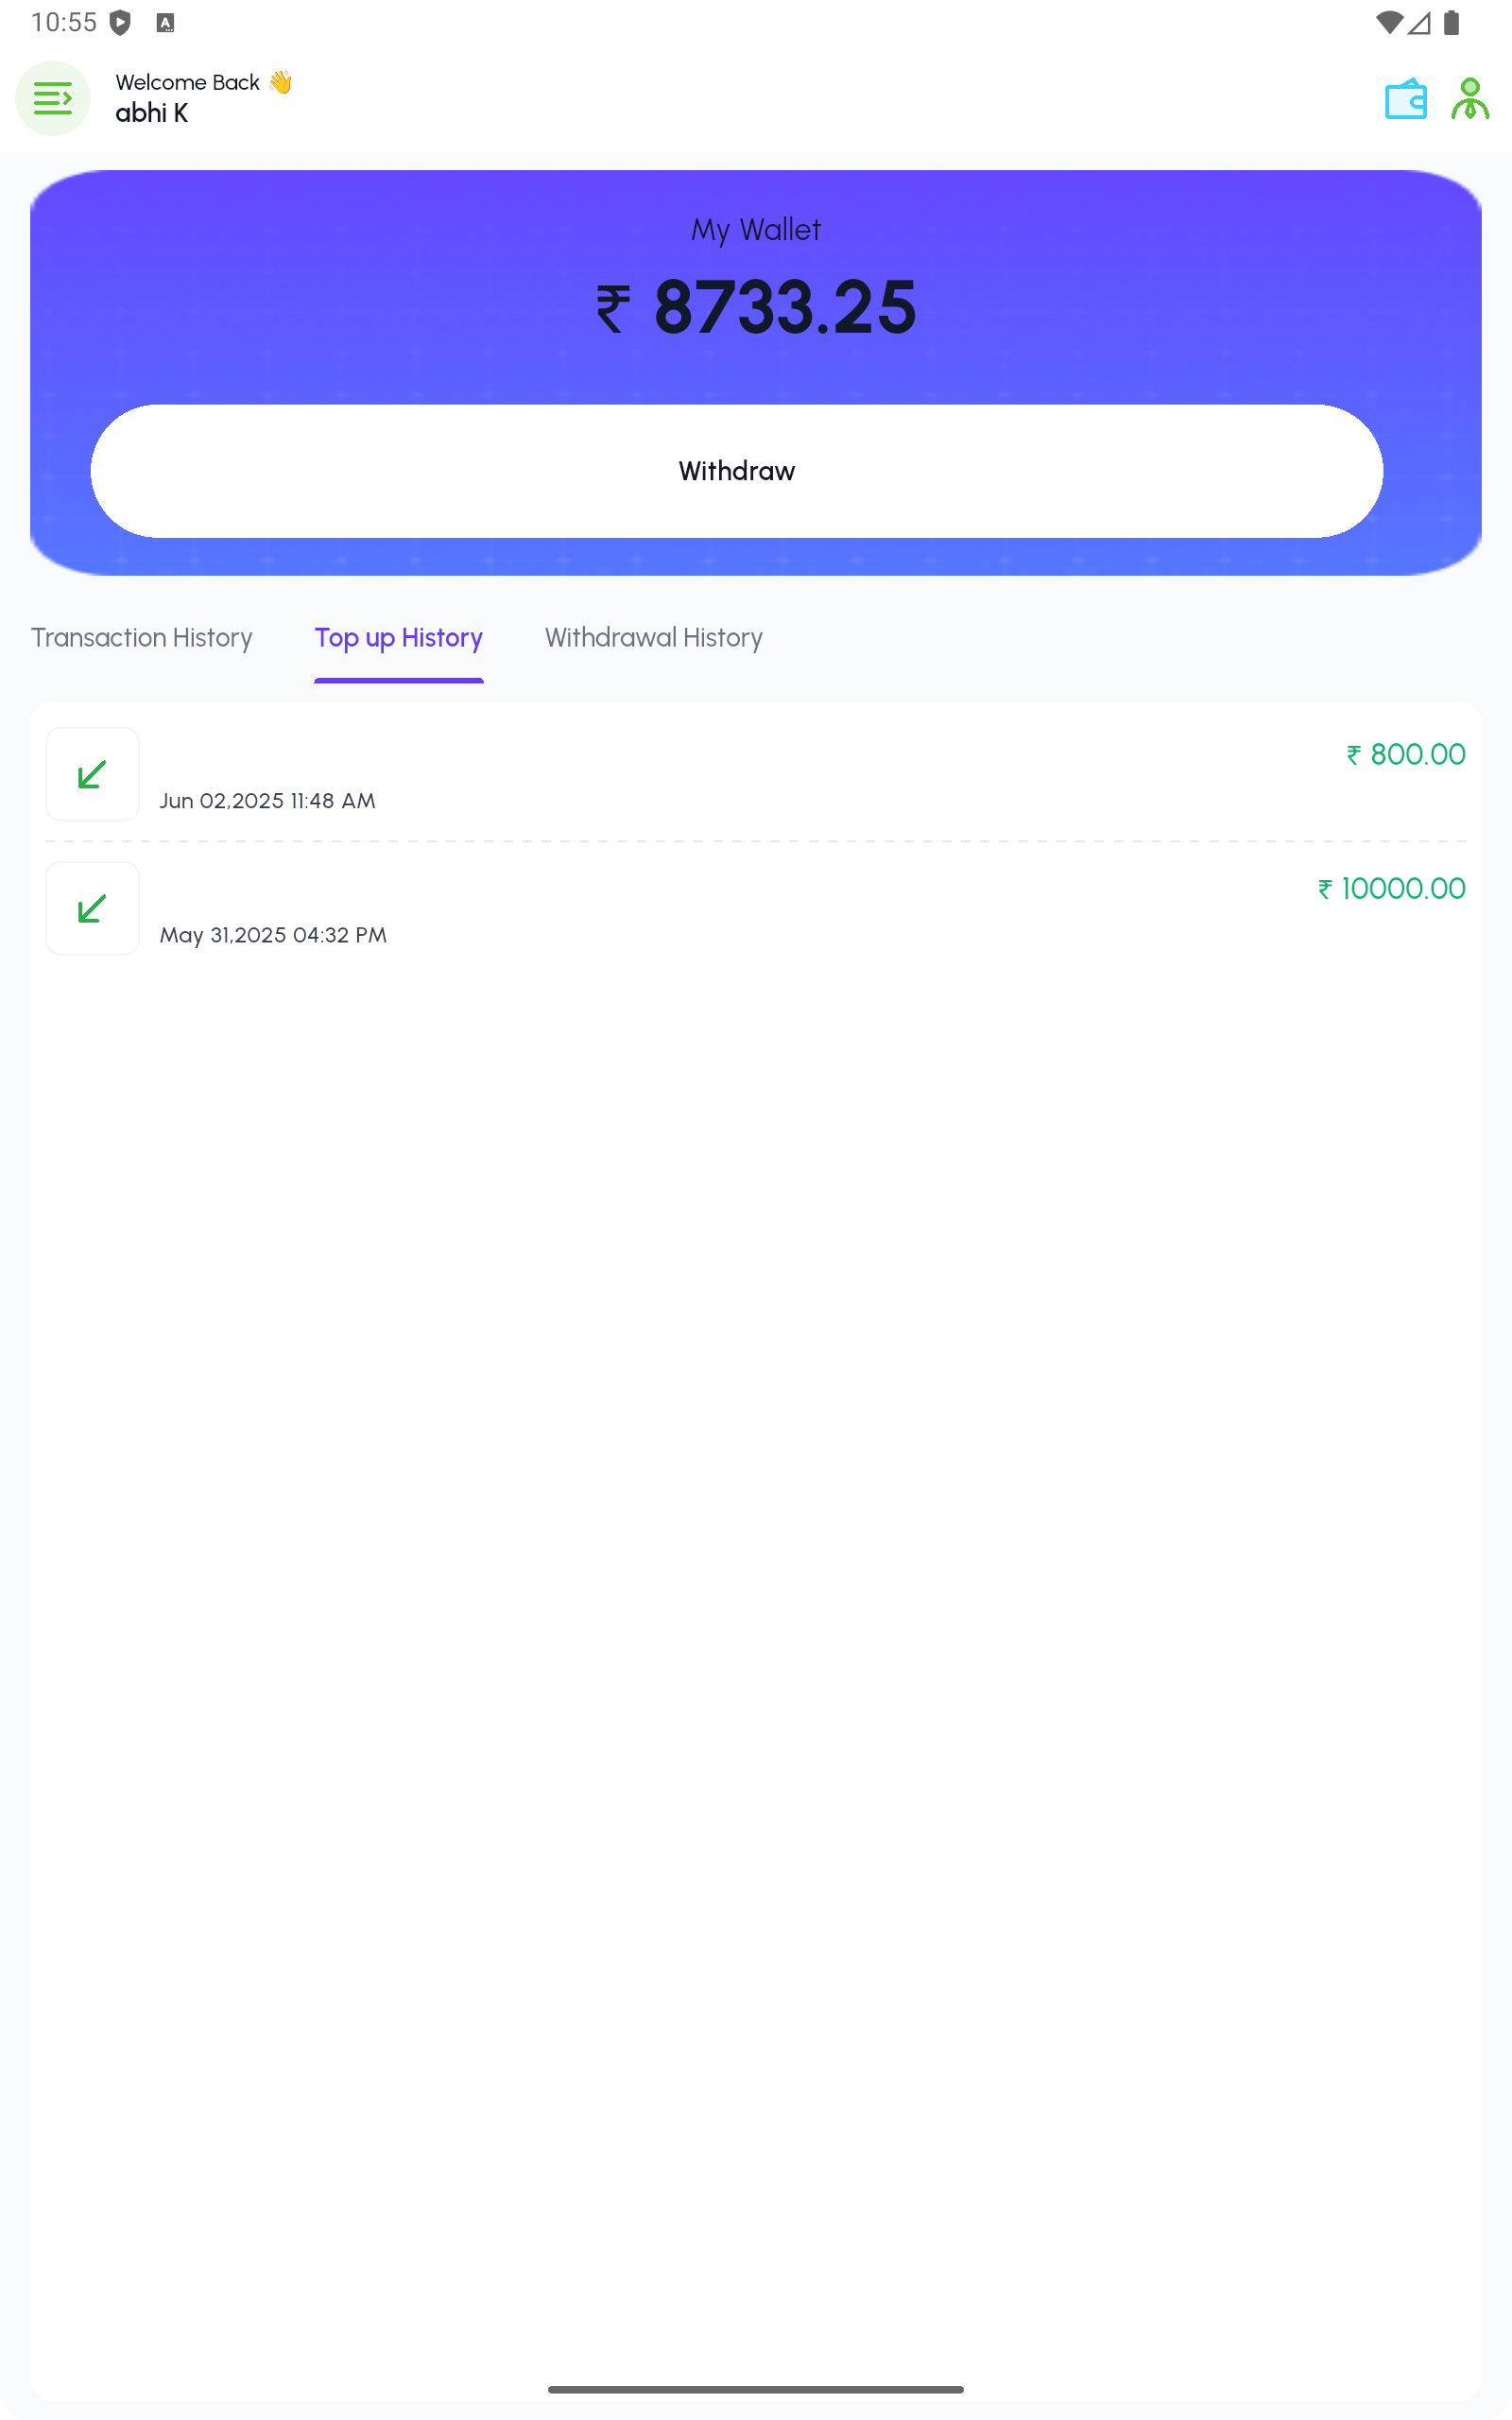 10:55
Welcome Back 👋
abhi K
My Wallet
₹ 8733.25
Withdraw
Transaction History Top up History Withdrawal History
₹ 800.00
Jun 02,2025 11:48 AM
₹ 10000.00
May 31,2025 04:32 PM